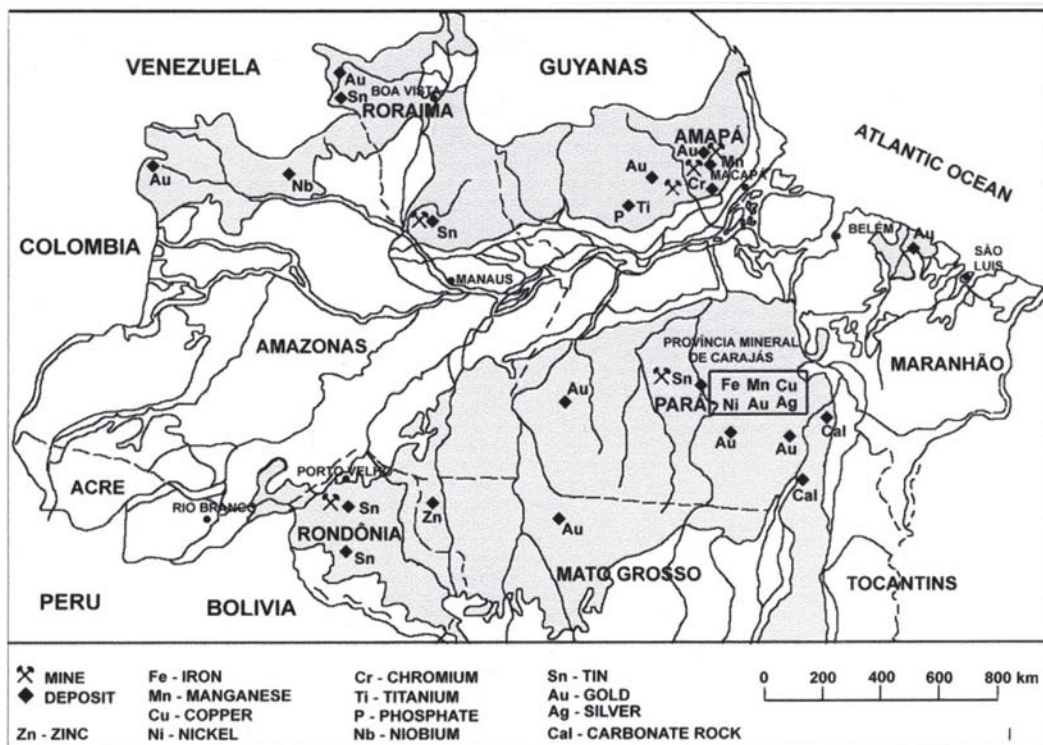 VENEZUELA
GUYANAS
Au
Sn
BOA VISTA
RORAIMA
AMAPÁ
Au
Mn
MACAPÁ
Cr
ATLANTIC OCEAN
Au
Nb
Au
P
Ti
Sn
COLOMBIA
BELÉM
Au
SÃO
LUIS
MANAUS
AMAZONAS
PROVÍNCIA MINERAL
DE CARAJÁS
MARANHÃO
Sn
Fe Mn Cu
PARÁ
Ni Au Ag
Au
Au
Au
Cal
ACRE
PORTO VELHO
Cal
RIO BRANCO
Sn
Zn
Au
RONDÔNIA
Sn
MATO GROSSO
TOCANTINS
PERU
BOLIVIA
MINE
DEPOSIT
Zn - ZINC
Fe - IRON
Mn - MANGANESE
Cu - COPPER
Ni - NICKEL
Cr - CHROMIUM
Ti - TITANIUM
P - PHOSPHATE
Nb - NIOBIUM
Sn - TIN
Au - GOLD
Ag - SILVER
Cal - CARBONATE ROCK
0 200 400 600 800 km